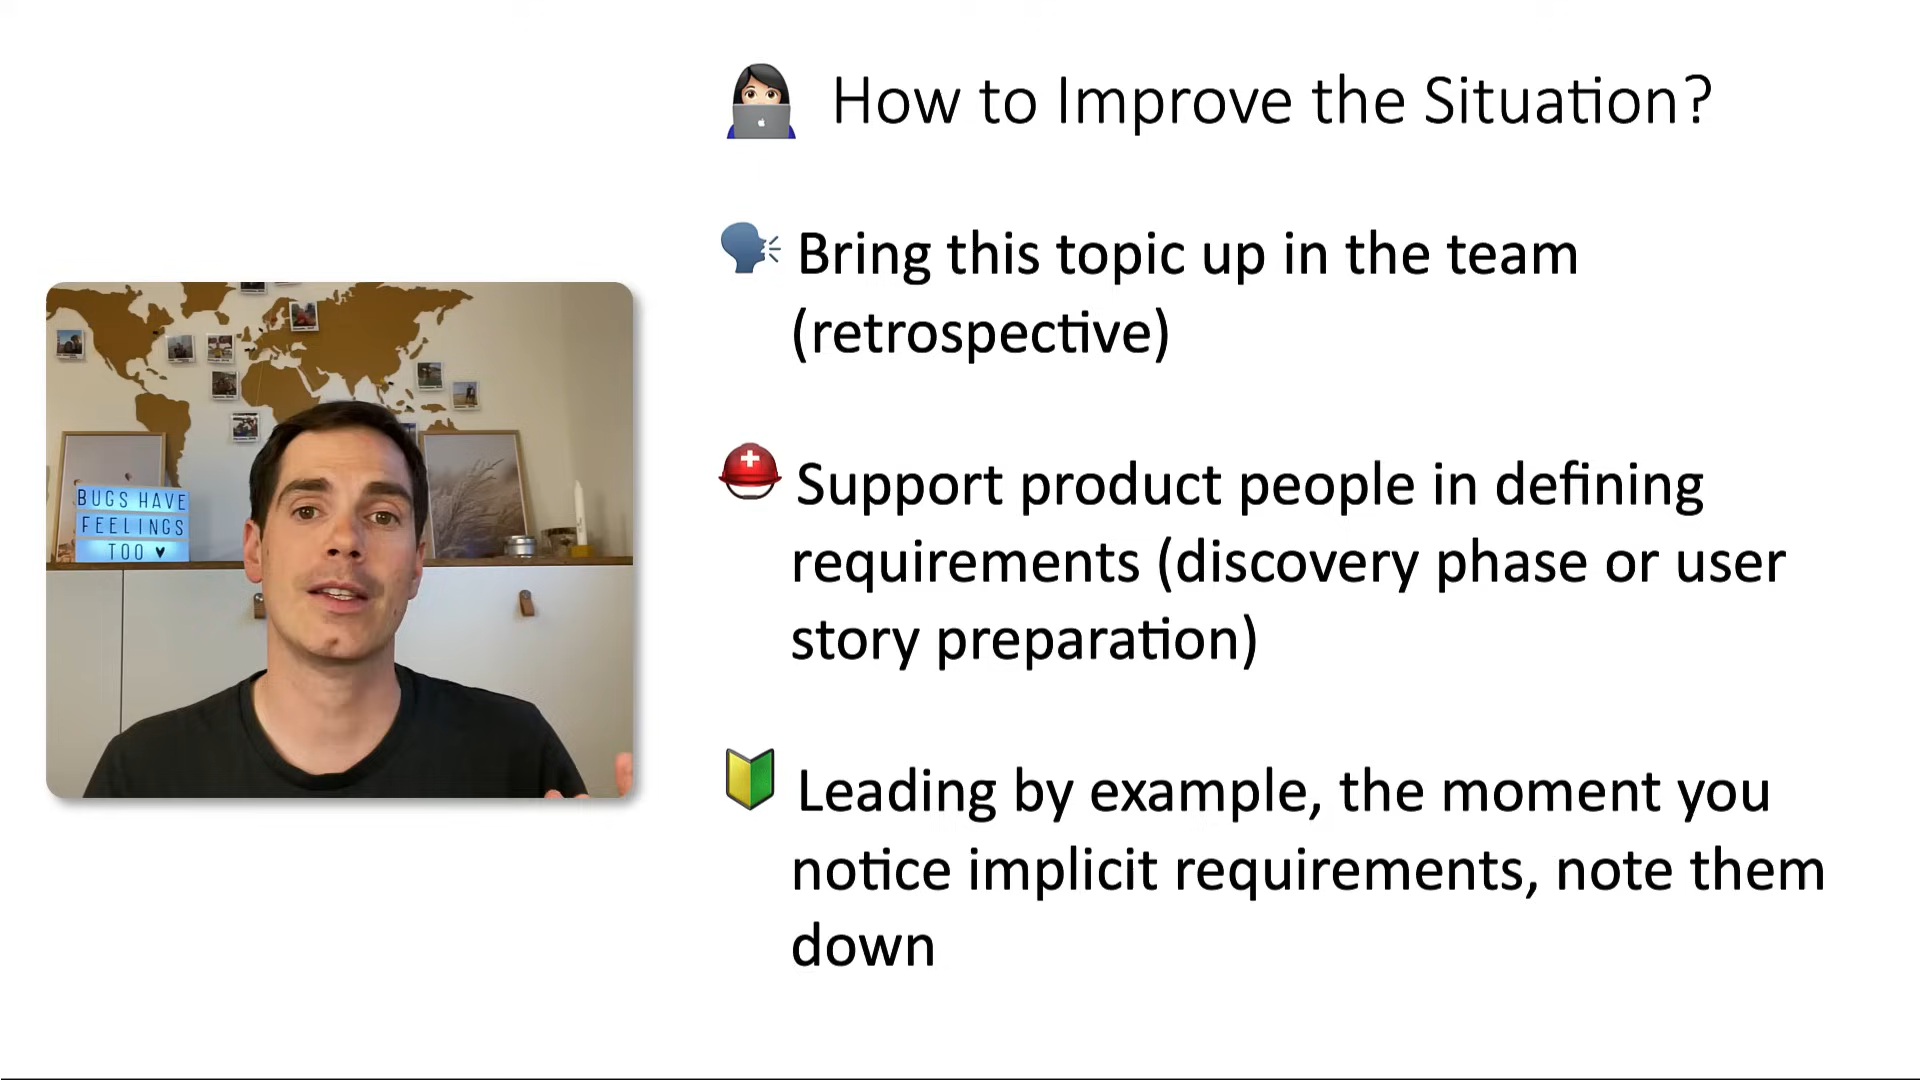 How to Improve the Situation?
Bring this topic up in the team
(retrospective)
Support product people in defining
requirements (discovery phase or user
story preparation)
Leading by example, the moment you
notice implicit requirements, note them
down
BUGS HAVE
FEELINGS
TOO ♥